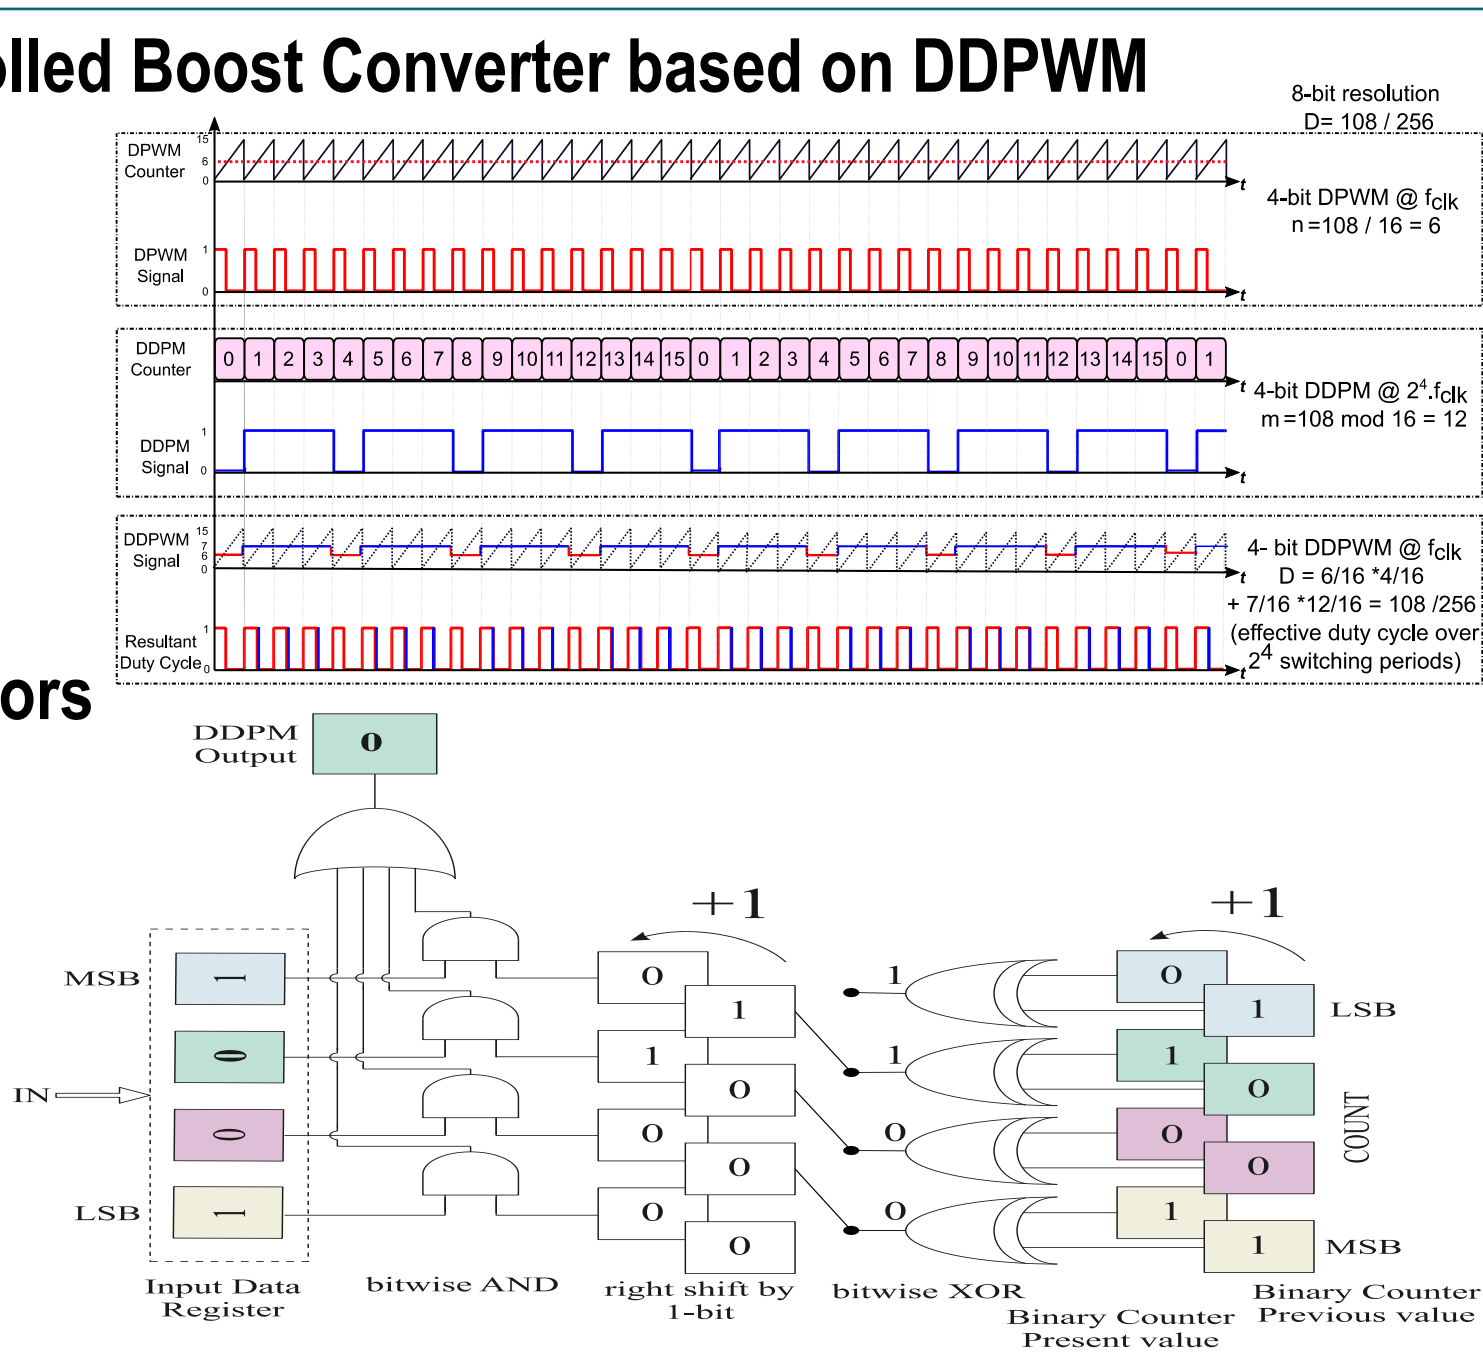 olled Boost Converter based on DDPWM
8-bit resolution
D= 108 / 256
DPWM
Counter
15
6
0
t
4-bit DPWM @ fclk
n=108 / 16 = 6
DPWM
Signal
1
0
t
DDPM
Counter
0 1 2 3 4 5 6 7 8 9 10 11 12 13 14 15 0 1 2 3 4 5 6 7 8 9 10 11 12 13 14 15 0 1
t
4-bit DDPM @ 2⁴.fclk
m=108 mod 16 = 12
DDPM
Signal
1
0
t
DDPWM
Signal
15
7
6
0
t
4- bit DDPWM @ fclk
D = 6/16 *4/16
+ 7/16 *12/16 = 108 /256
(effective duty cycle over
2⁴ switching periods)
Resultant
Duty Cycle
1
0
t
ors
DDPM
Output
0
+1
+1
MSB
1
0
1
1
0
1
LSB
0
1
0
1
1
0
IN
0
0
0
0
0
0
COUNT
LSB
1
0
0
0
1
1
MSB
Input Data
Register
bitwise AND
right shift by
1-bit
bitwise XOR
Binary Counter
Present value
Binary Counter
Previous value